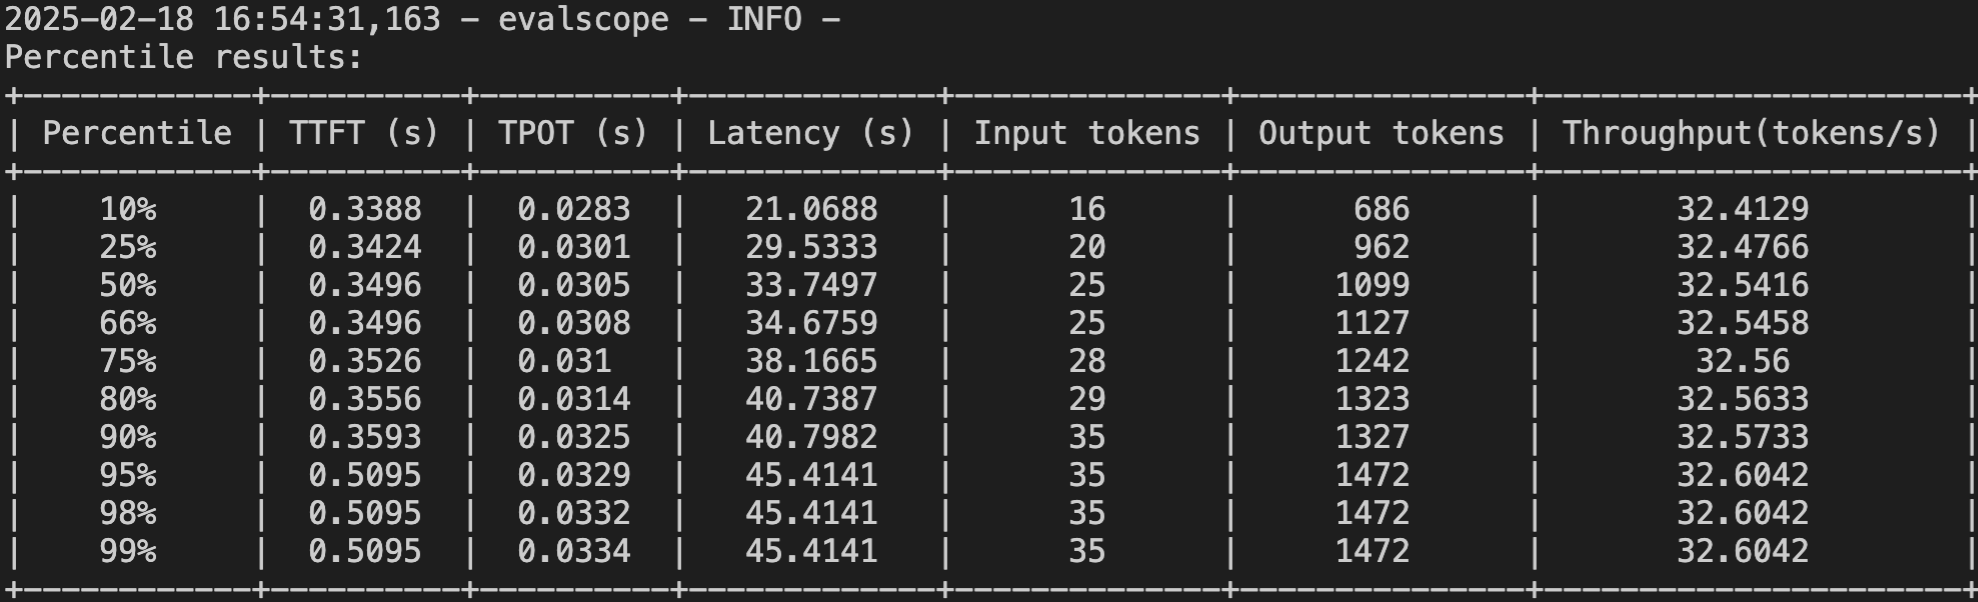 2025-02-18 16:54:31,163 - evalscope - INFO -
Percentile results:
+------------+----------+----------+-------------+--------------+---------------+----------------------+
| Percentile | TTFT (s) | TPOT (s) | Latency (s) | Input tokens | Output tokens | Throughput(tokens/s) |
+------------+----------+----------+-------------+--------------+---------------+----------------------+
|    10%     |  0.3388  |  0.0283  |   21.0688   |      16      |      686      |       32.4129        |
|    25%     |  0.3424  |  0.0301  |   29.5333   |      20      |      962      |       32.4766        |
|    50%     |  0.3496  |  0.0305  |   33.7497   |      25      |     1099      |       32.5416        |
|    66%     |  0.3496  |  0.0308  |   34.6759   |      25      |     1127      |       32.5458        |
|    75%     |  0.3526  |  0.031   |   38.1665   |      28      |     1242      |        32.56         |
|    80%     |  0.3556  |  0.0314  |   40.7387   |      29      |     1323      |       32.5633        |
|    90%     |  0.3593  |  0.0325  |   40.7982   |      35      |     1327      |       32.5733        |
|    95%     |  0.5095  |  0.0329  |   45.4141   |      35      |     1472      |       32.6042        |
|    98%     |  0.5095  |  0.0332  |   45.4141   |      35      |     1472      |       32.6042        |
|    99%     |  0.5095  |  0.0334  |   45.4141   |      35      |     1472      |       32.6042        |
+------------+----------+----------+-------------+--------------+---------------+----------------------+